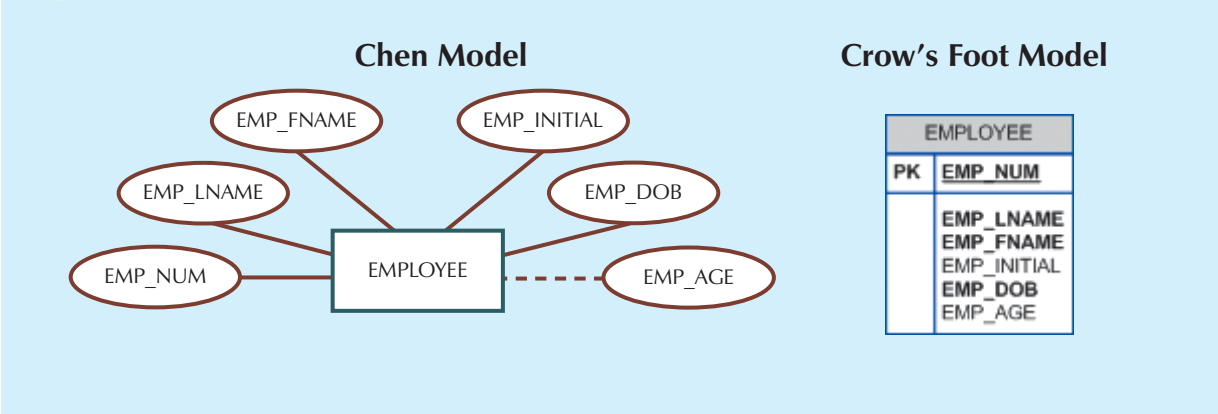 Chen Model
EMP_FNAME
EMP_INITIAL
EMP_LNAME
EMP_DOB
EMP_NUM
EMPLOYEE
EMP_AGE
Crow's Foot Model
EMPLOYEE
PK EMP_NUM
EMP_LNAME
EMP_FNAME
EMP_INITIAL
EMP_DOB
EMP_AGE